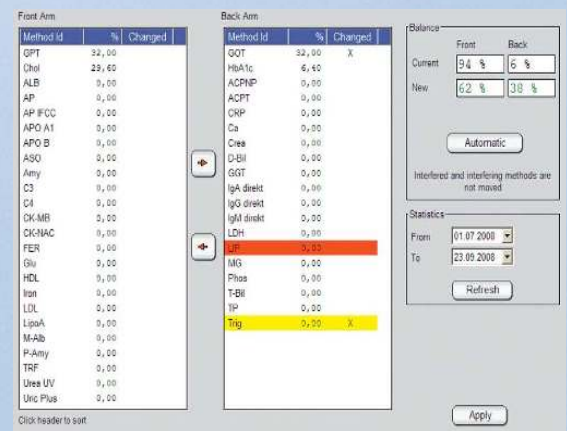 Front Arm
Method Id % Changed
GPT 32,00
Chol 29,60
ALB 0,00
AP 0,00
AP IFCC 0,00
APO A1 0,00
APO B 0,00
ASO 0,00
Amy 0,00
C3 0,00
C4 0,00
CK-MB 0,00
CK-NAC 0,00
FER 0,00
Glu 0,00
HDL 0,00
Iron 0,00
LDL 0,00
LipoA 0,00
M-Alb 0,00
P-Amy 0,00
TRF 0,00
Urea UV 0,00
Uric Plus 0,00
Click header to sort
Back Arm
Method Id % Changed
GOT 32,00 X
HbA1c 6,40
ACPNP 0,00
ACPT 0,00
CRP 0,00
Ca 0,00
Crea 0,00
D-Bil 0,00
GGT 0,00
IgA direkt 0,00
IgG direkt 0,00
IgM direkt 0,00
LDH 0,00
LIP 0,00
MG 0,00
Phos 0,00
T-Bil 0,00
TP 0,00
Trig 0,00 X
Balance
Front Back
Current 94 % 6 %
New 62 % 38 %
Automatic
Interfered and interfering methods are
not moved
Statistics
From 01.07.2008
To 23.09.2008
Refresh
Apply